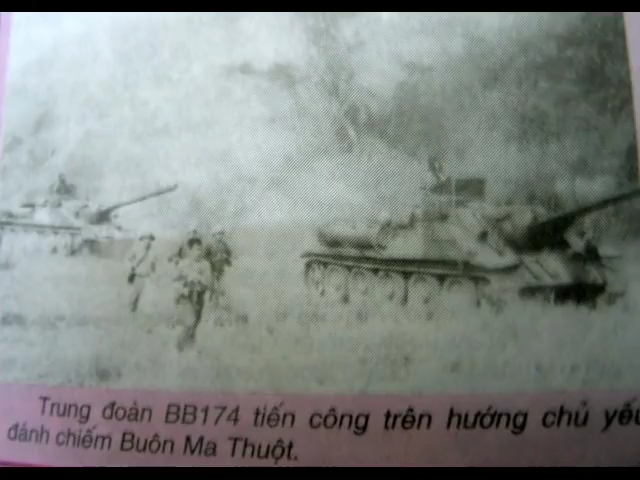 Trung đoàn BB174 tiến công trên hướng chủ yếu
đánh chiếm Buôn Ma Thuột.